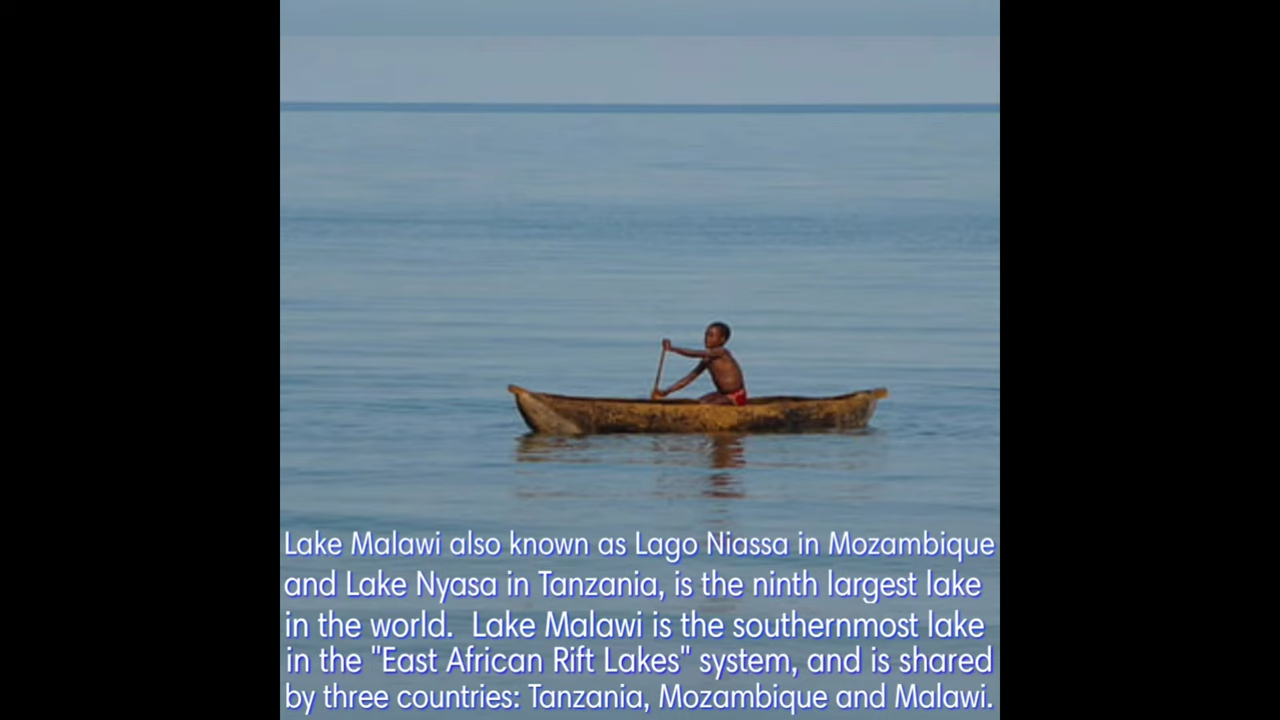 Lake Malawi also known as Lago Niassa in Mozambique
and Lake Nyasa in Tanzania, is the ninth largest lake
in the world.  Lake Malawi is the southernmost lake
in the "East African Rift Lakes" system, and is shared
by three countries: Tanzania, Mozambique and Malawi.